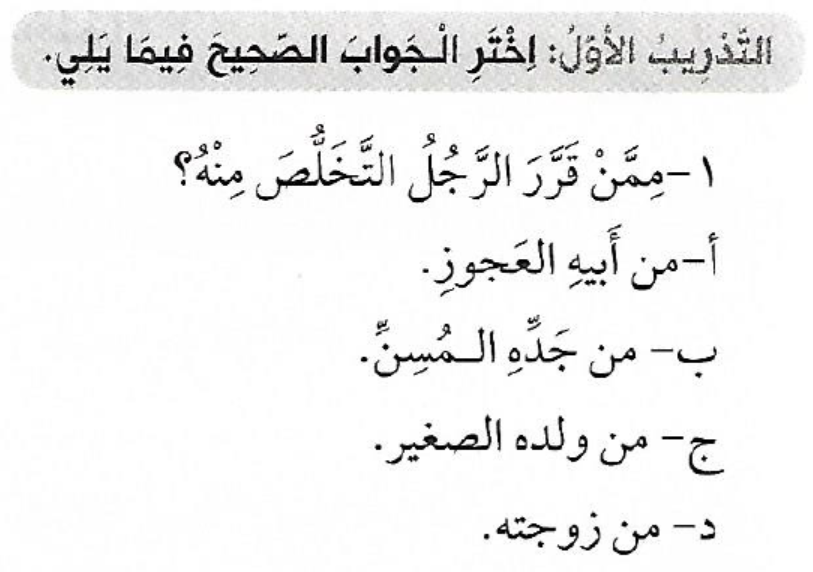 التَّدْرِيبُ الأَوَّلُ: اِخْتَرِ الْجَوابَ الصَّحِيحَ فِيمَا يَلِي.
١-مِمَّنْ قَرَّرَ الرَّجُلُ التَّخَلُّصَ مِنْهُ؟
أ-من أَبيهِ العَجوزِ.
ب- من جَدِّهِ الـمُسِنِّ.
ج- من ولده الصغير.
د- من زوجته.